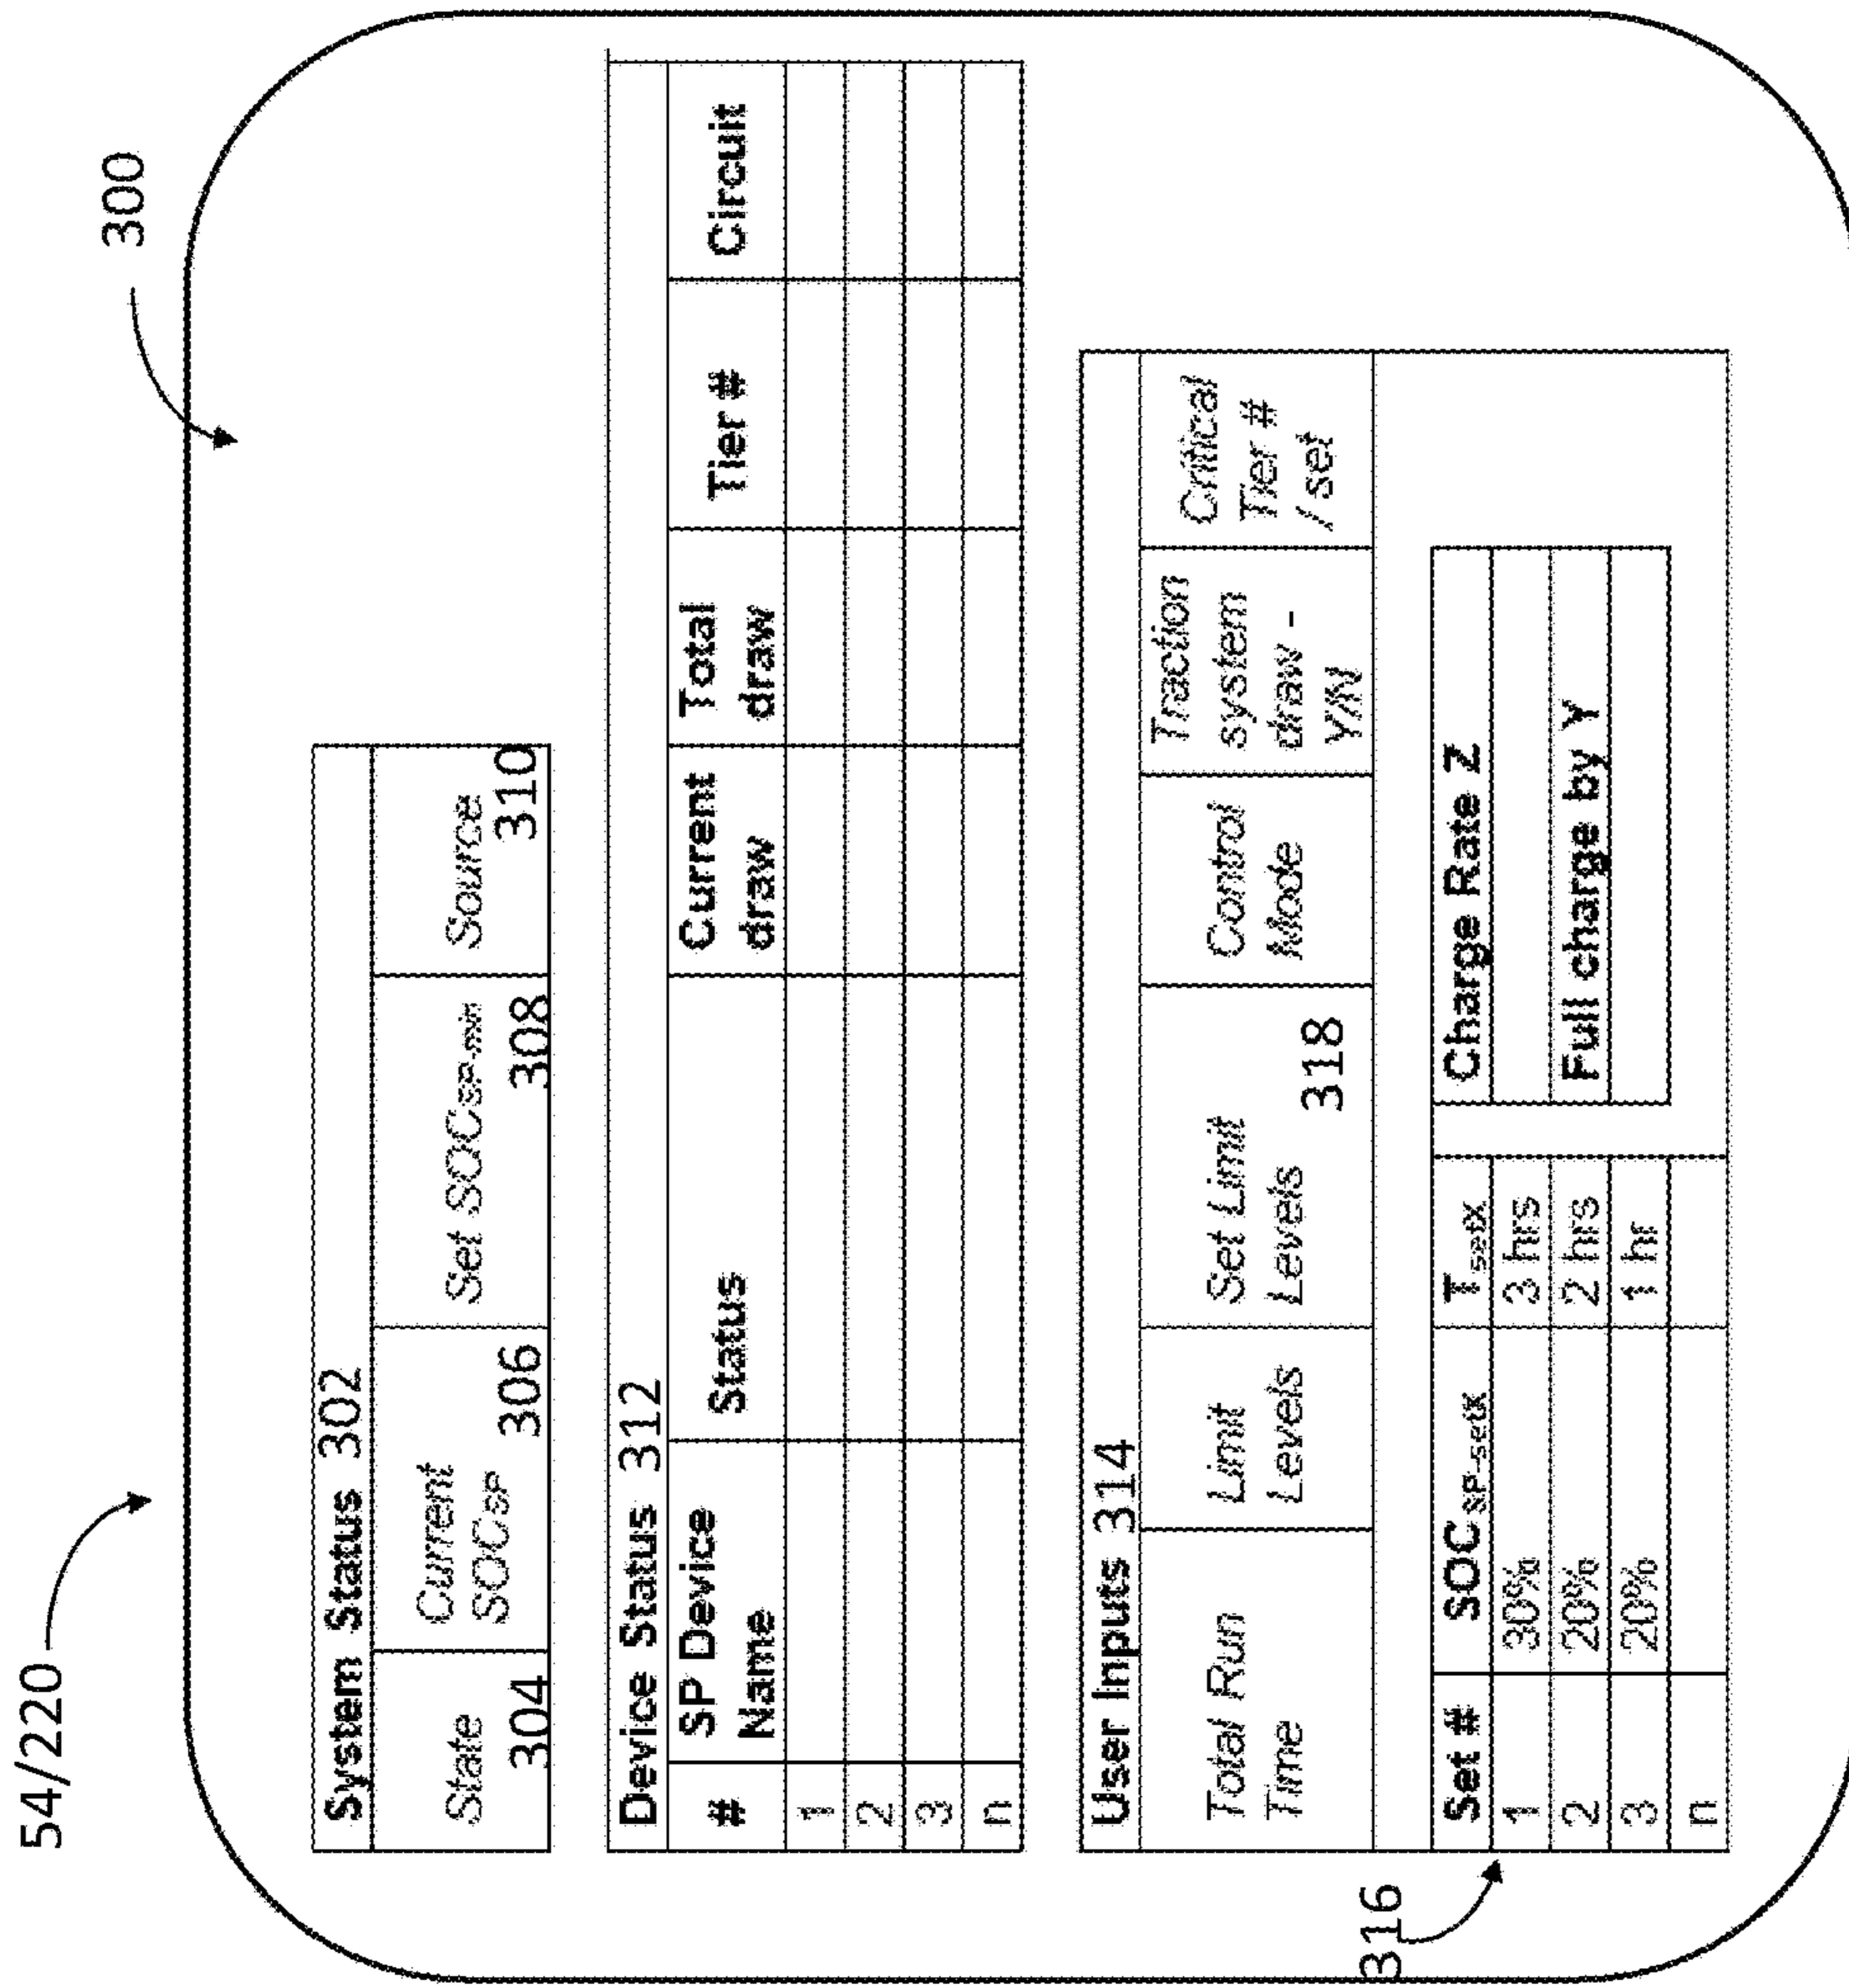 54/220
300
System Status 302
State
304
Current
SOCSP
306
Set SOCSP-min
308
Source
310
Device Status 312
#
SP Device
Name
Status
Current
draw
Total
draw
Tier #
Circuit
1
2
3
n
User Inputs 314
Total Run
Time
Limit
Levels
Set Limit
Levels
318
Control
Mode
Traction
system
draw -
Y/N
Critical
Tier #
/ set
316
Set # SOCSP-setX TsetX
1 30% 3 hrs
2 20% 2 hrs
3 20% 1 hr
n
Charge Rate Z
Full charge by Y